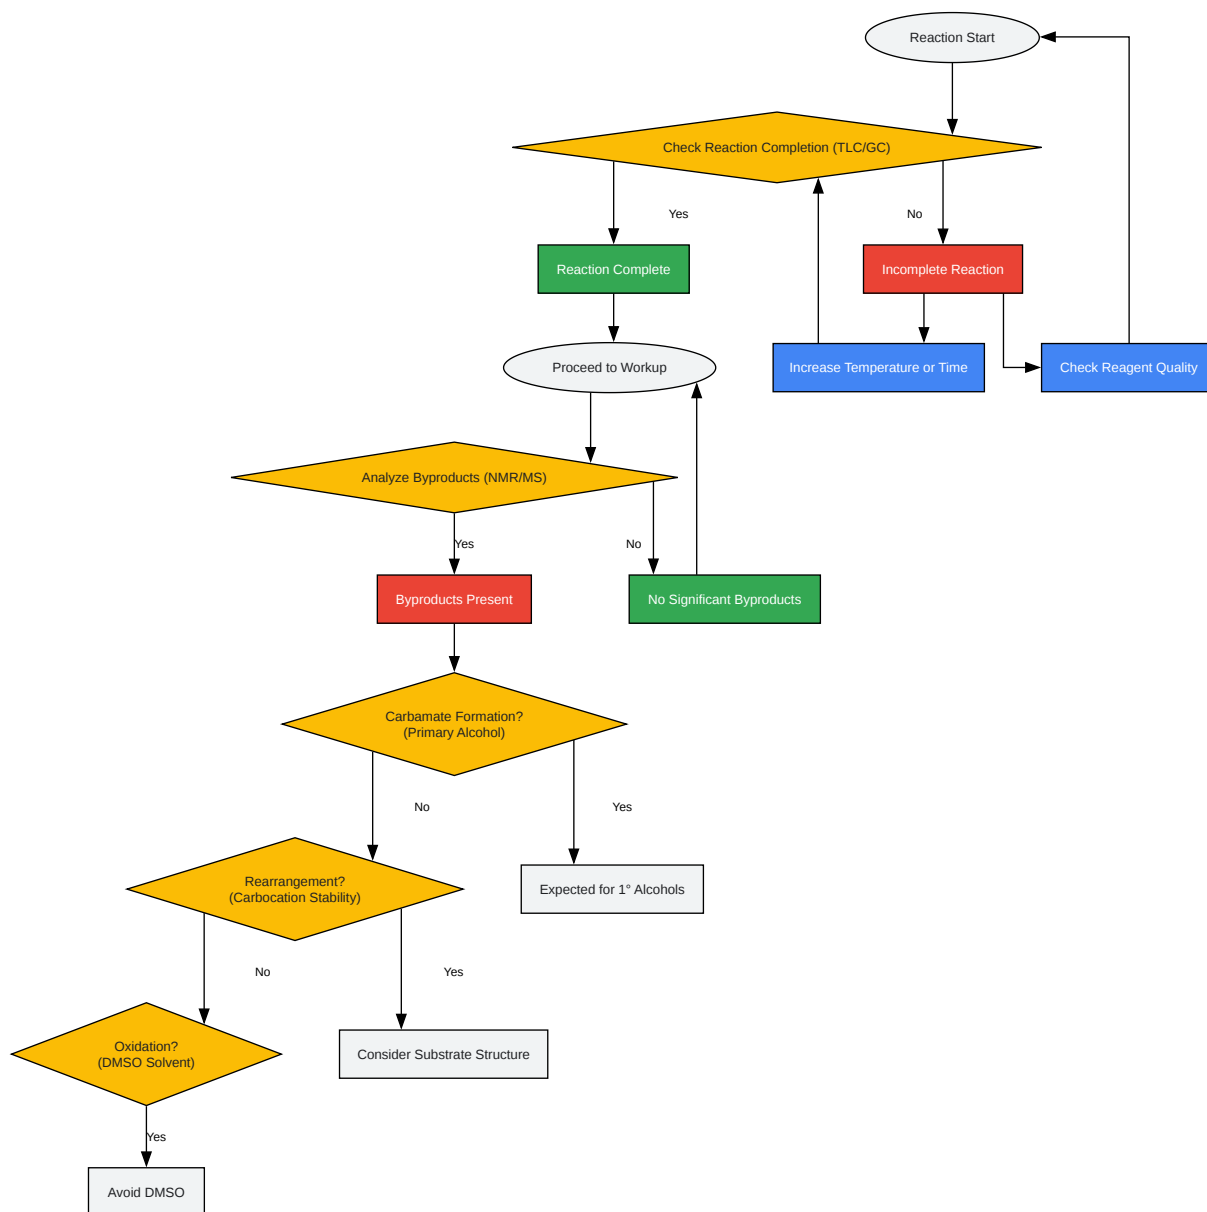 Reaction Start
Check Reaction Completion (TLC/GC)
Yes
No
Reaction Complete
Incomplete Reaction
Proceed to Workup
Increase Temperature or Time
Check Reagent Quality
Analyze Byproducts (NMR/MS)
Yes
No
Byproducts Present
No Significant Byproducts
Carbamate Formation?
(Primary Alcohol)
No
Yes
Rearrangement?
(Carbocation Stability)
Expected for 1° Alcohols
No
Yes
Oxidation?
(DMSO Solvent)
Consider Substrate Structure
Yes
Avoid DMSO